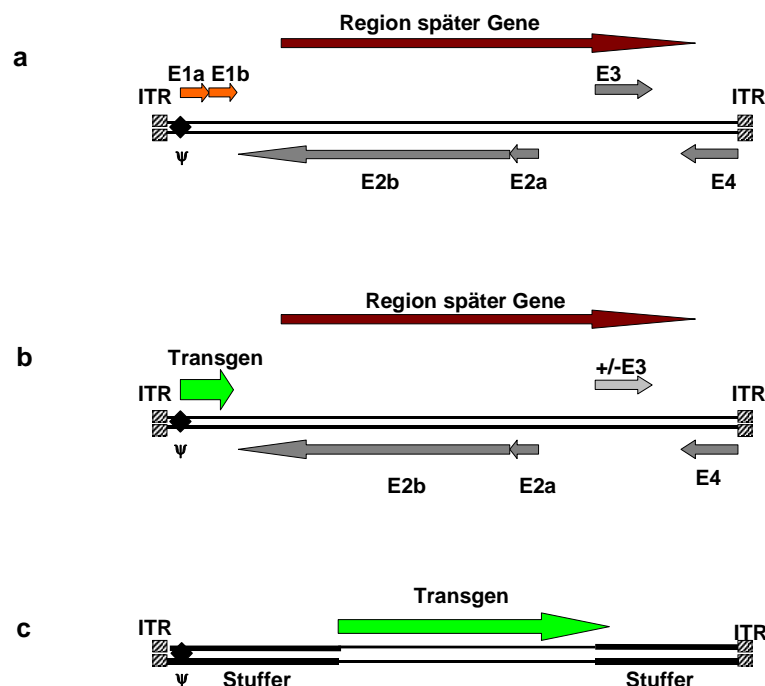 Region später Gene
a
E1a E1b
E3
ITR
ITR
ψ
E2b
E2a
E4
Region später Gene
b
Transgen
+/-E3
ITR
ITR
ψ
E2b
E2a
E4
Transgen
c
ITR
ITR
ψ
Stuffer
Stuffer